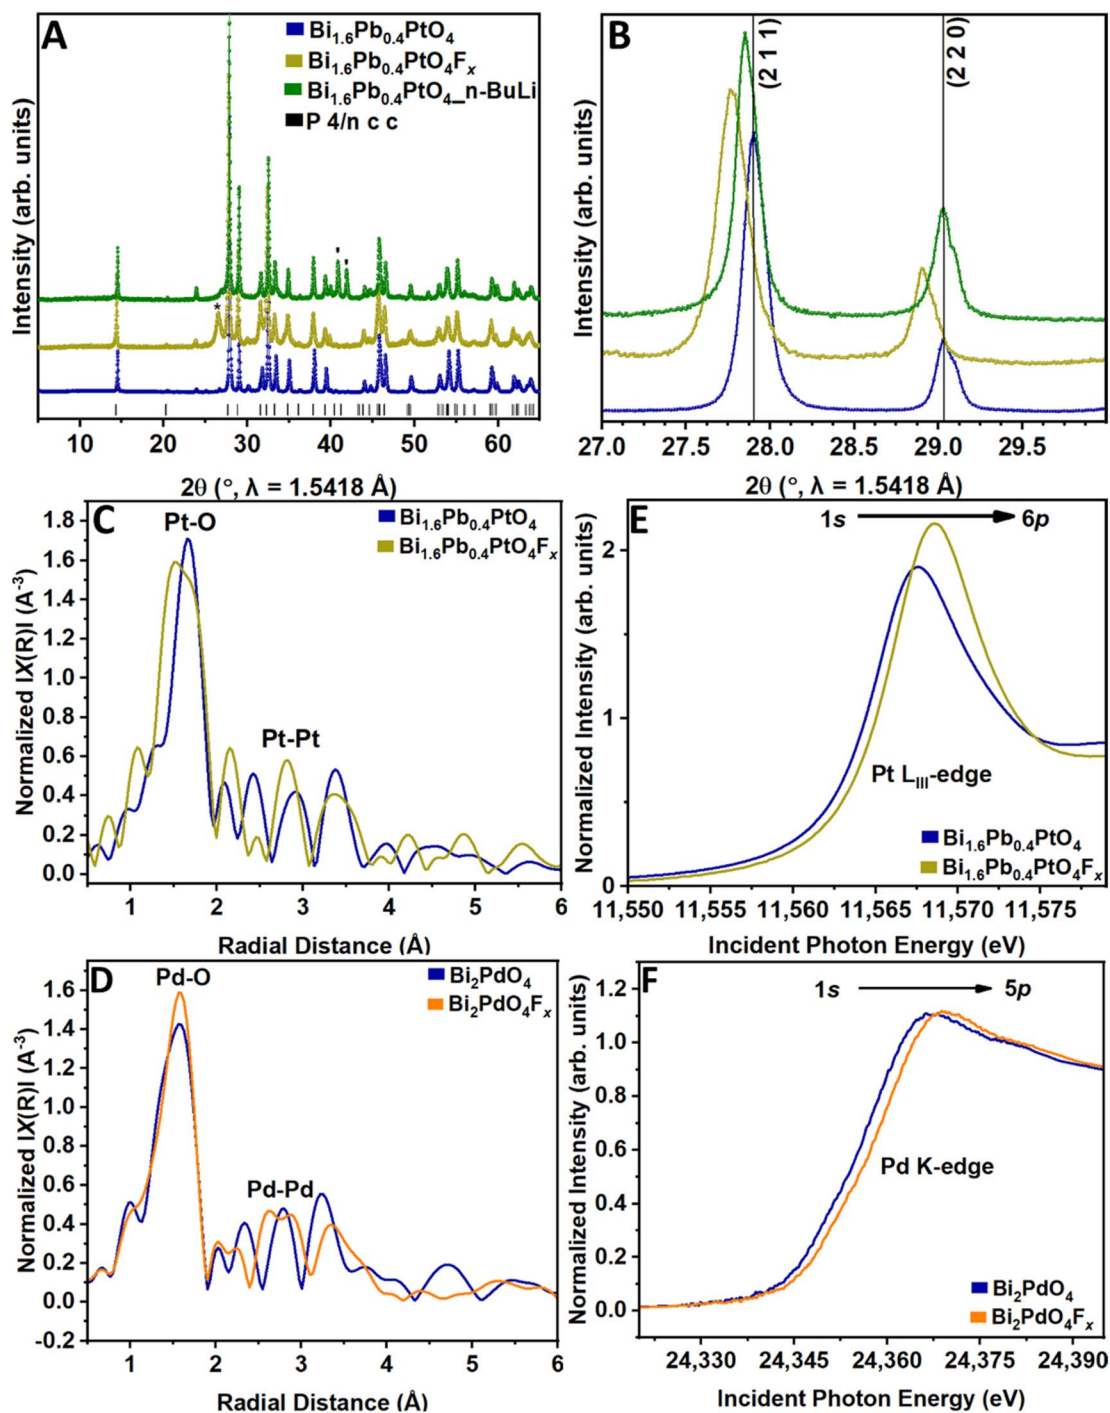 A
Bi1.6Pb0.4PtO4
Bi1.6Pb0.4PtO4Fx
Bi1.6Pb0.4PtO4_n-BuLi
P 4/n c c
*
'
'
Intensity (arb. units)
10 20 30 40 50 60
2θ (°, λ = 1.5418 Å)
B
(2 1 1)
(2 2 0)
Intensity (arb. units)
27.0 27.5 28.0 28.5 29.0 29.5
2θ (°, λ = 1.5418 Å)
C
Pt-O
Bi1.6Pb0.4PtO4
Bi1.6Pb0.4PtO4Fx
Pt-Pt
Normalized IX(R)I (A-3)
1.8
1.6
1.4
1.2
1.0
0.8
0.6
0.4
0.2
0.0
1 2 3 4 5 6
Radial Distance (Å)
E
1s 6p
Pt LIII-edge
Bi1.6Pb0.4PtO4
Bi1.6Pb0.4PtO4Fx
Normalized Intensity (arb. units)
2
1
0
11,550 11,555 11,560 11,565 11,570 11,575
Incident Photon Energy (eV)
D
Pd-O
Bi2PdO4
Bi2PdO4Fx
Pd-Pd
Normalized IX(R)I (A-3)
1.6
1.4
1.2
1.0
0.8
0.6
0.4
0.2
0.0
-0.2
1 2 3 4 5 6
Radial Distance (Å)
F
1s 5p
Pd K-edge
Bi2PdO4
Bi2PdO4Fx
Normalized Intensity (arb. units)
1.2
1.0
0.8
0.6
0.4
0.2
0.0
24,330 24,345 24,360 24,375 24,390
Incident Photon Energy (eV)